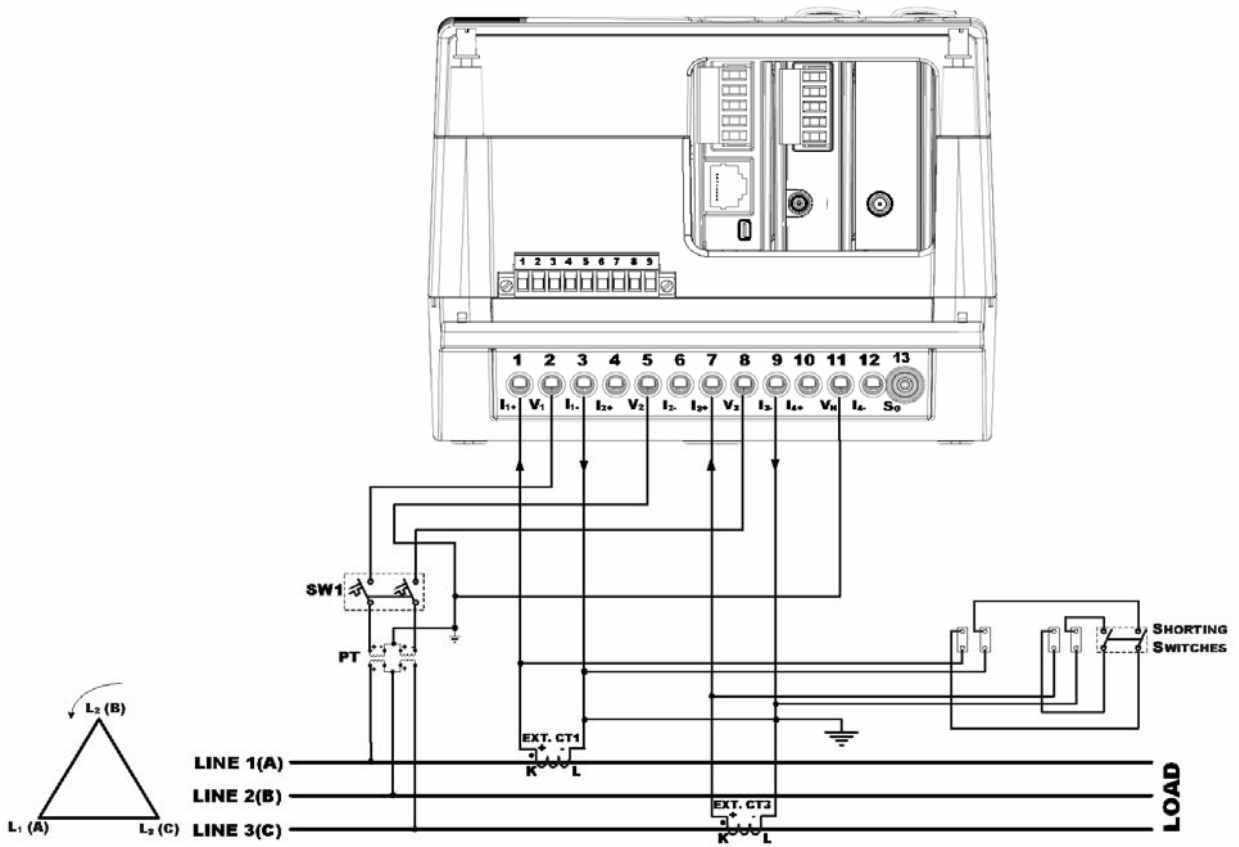 1 2 3 4 5 6 7 8 9
1 2 3 4 5 6 7 8 9 10 11 12 13
I₁₊ V₁ I₁₋ I₂₊ V₂ I₂₋ I₃₊ V₃ I₃₋ I₄₊ Vₙ I₄₋ S₀
SW1
PT
SHORTING
SWITCHES
L₂ (B)
L₁ (A)
L₃ (C)
EXT. CT1
+ -
K L
LINE 1(A)
LINE 2(B)
EXT. CT3
+ -
LINE 3(C)
K L
LOAD